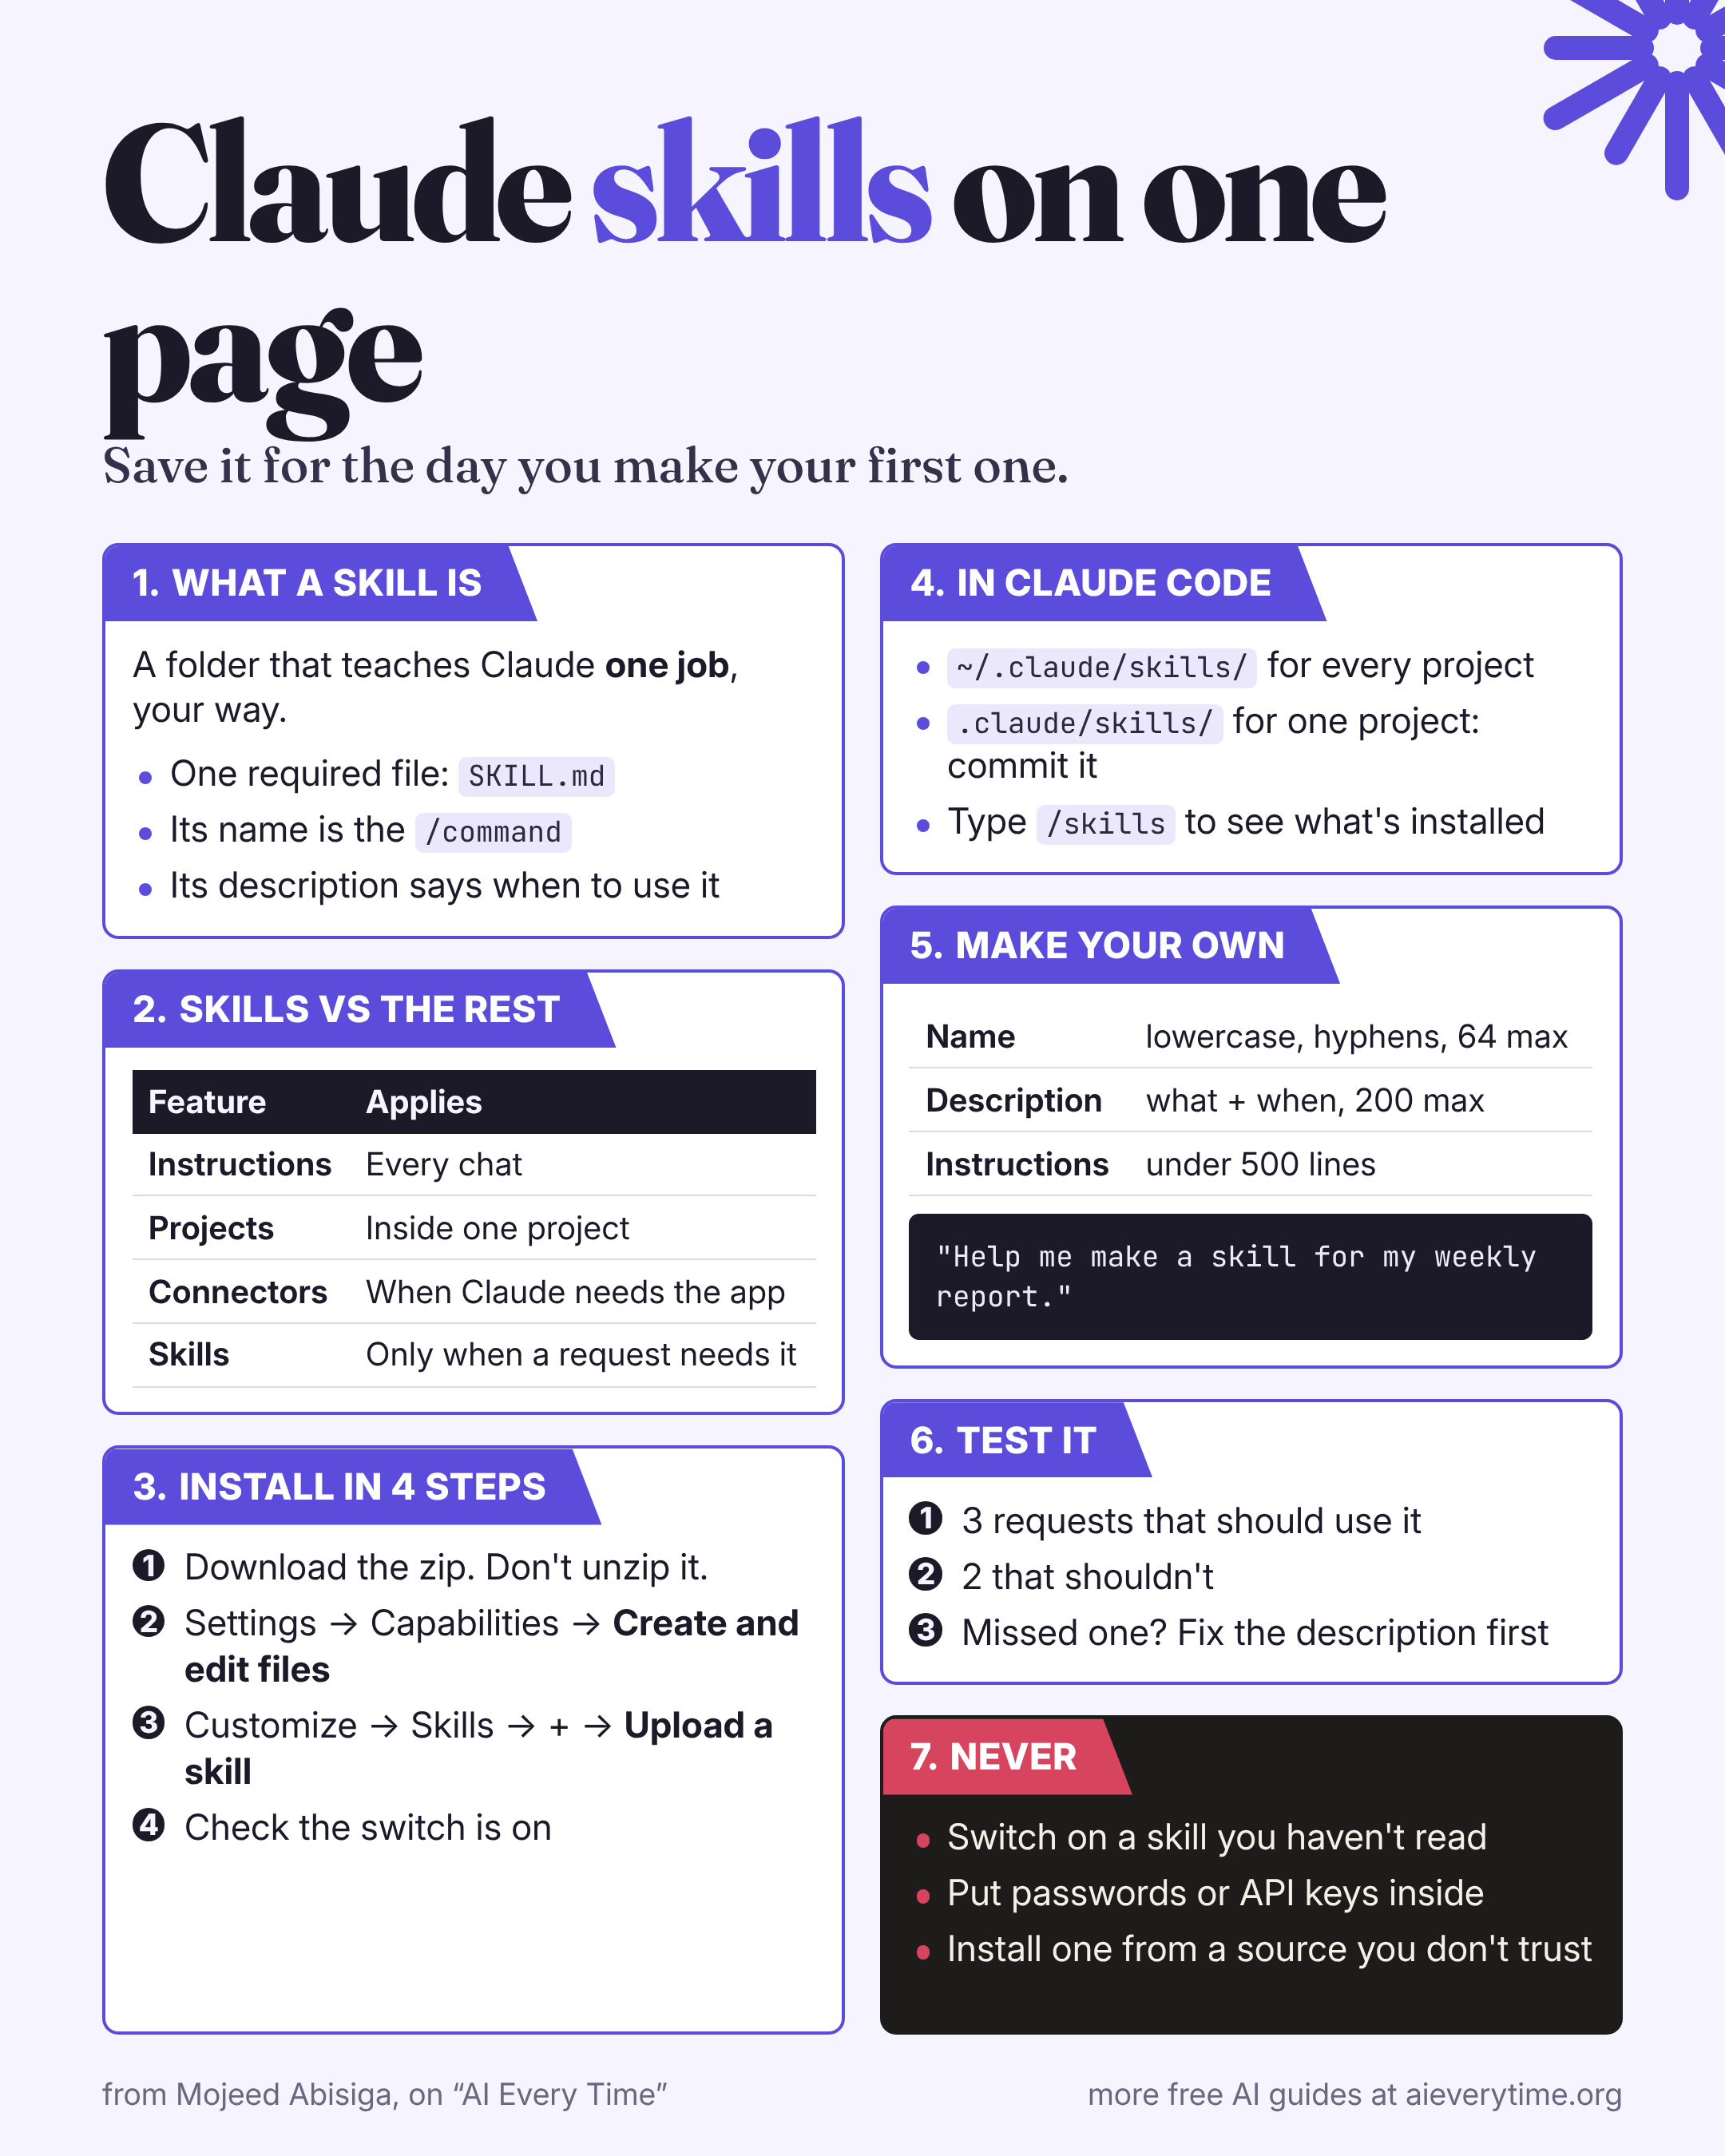 Claude skills on one
page
Save it for the day you make your first one.
1. WHAT A SKILL IS
A folder that teaches Claude one job,
your way.
• One required file: SKILL.md
• Its name is the /command
• Its description says when to use it
2. SKILLS VS THE REST
Feature Applies
Instructions Every chat
Projects Inside one project
Connectors When Claude needs the app
Skills Only when a request needs it
3. INSTALL IN 4 STEPS
❶ Download the zip. Don't unzip it.
❷ Settings → Capabilities → Create and
edit files
❸ Customize → Skills → + → Upload a
skill
❹ Check the switch is on
4. IN CLAUDE CODE
• ~/.claude/skills/ for every project
• .claude/skills/ for one project:
commit it
• Type /skills to see what's installed
5. MAKE YOUR OWN
Name lowercase, hyphens, 64 max
Description what + when, 200 max
Instructions under 500 lines
"Help me make a skill for my weekly
report."
6. TEST IT
❶ 3 requests that should use it
❷ 2 that shouldn't
❸ Missed one? Fix the description first
7. NEVER
• Switch on a skill you haven't read
• Put passwords or API keys inside
• Install one from a source you don't trust
from Mojeed Abisiga, on “AI Every Time”
more free AI guides at aieverytime.org